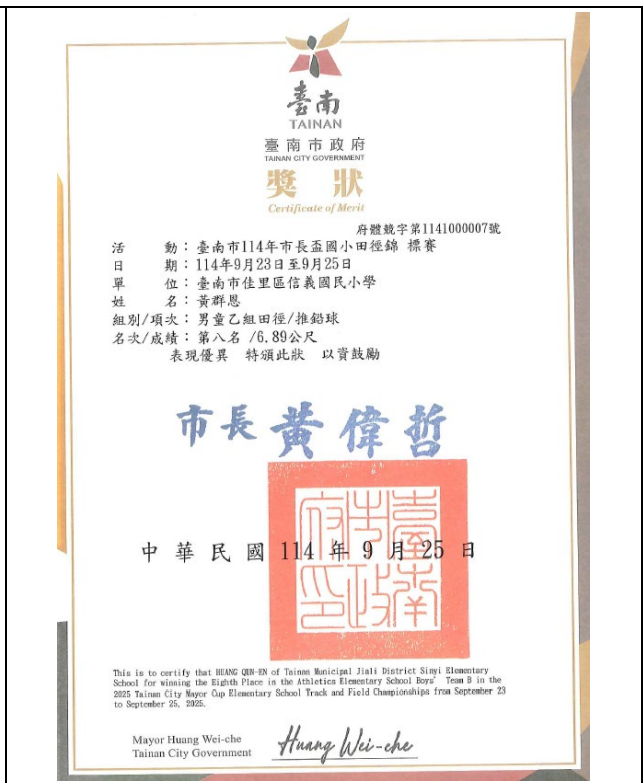 臺南
TAINAN
臺南市政府
TAINAN CITY GOVERNMENT
獎 狀
Certificate of Merit
府體競字第1141000007號
活 動：臺南市114年市長盃國小田徑錦 標賽
日 期：114年9月23日至9月25日
單 位：臺南市佳里區信義國民小學
姓 名：黃群恩
組別/項次：男童乙組田徑/推鉛球
名次/成績：第八名 /6.89公尺
表現優異 特頒此狀 以資鼓勵
市長 黃偉哲
臺南市政府印
中華民國 114 年 9 月 25 日
This is to certify that HUANG QUN-EN of Tainan Municipal Jiali District Sinyi Elementary
School for winning the Eighth Place in the Athletics Elementary School Boys' Team B in the
2025 Tainan City Mayor Cup Elementary School Track and Field Championships from September 23
to September 25, 2025.
Mayor Huang Wei-che
Tainan City Government
Huang Wei-che